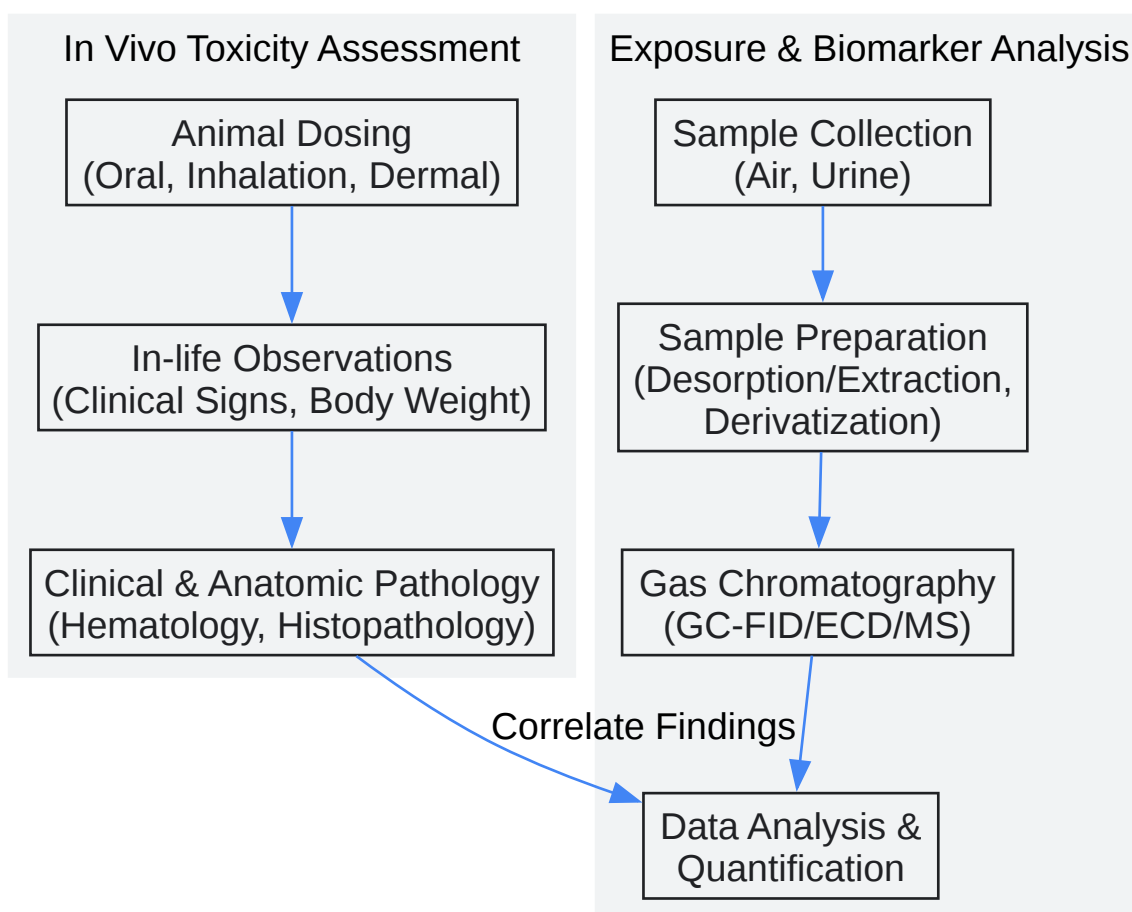 In Vivo Toxicity Assessment
Animal Dosing
(Oral, Inhalation, Dermal)
In-life Observations
(Clinical Signs, Body Weight)
Clinical & Anatomic Pathology
(Hematology, Histopathology)
Exposure & Biomarker Analysis
Sample Collection
(Air, Urine)
Sample Preparation
(Desorption/Extraction,
Derivatization)
Gas Chromatography
(GC-FID/ECD/MS)
Correlate Findings
Data Analysis &
Quantification